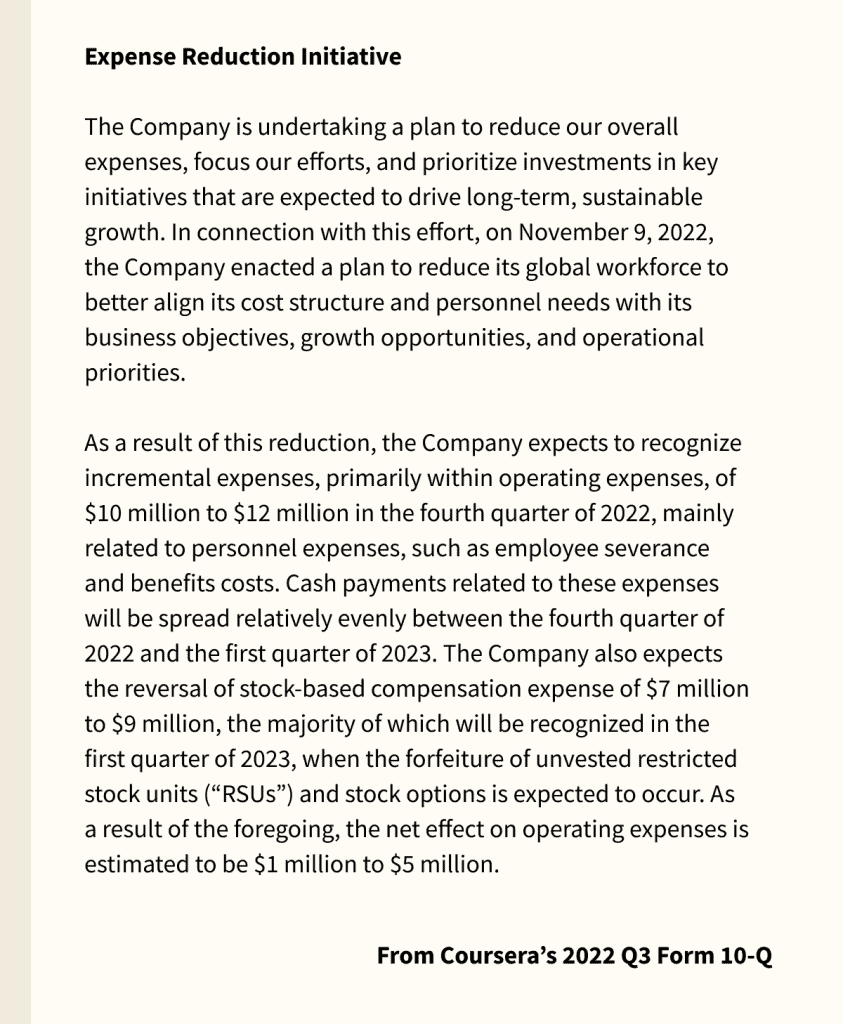 Expense Reduction Initiative
The Company is undertaking a plan to reduce our overall
expenses, focus our efforts, and prioritize investments in key
initiatives that are expected to drive long-term, sustainable
growth. In connection with this effort, on November 9, 2022,
the Company enacted a plan to reduce its global workforce to
better align its cost structure and personnel needs with its
business objectives, growth opportunities, and operational
priorities.
As a result of this reduction, the Company expects to recognize
incremental expenses, primarily within operating expenses, of
$10 million to $12 million in the fourth quarter of 2022, mainly
related to personnel expenses, such as employee severance
and benefits costs. Cash payments related to these expenses
will be spread relatively evenly between the fourth quarter of
2022 and the first quarter of 2023. The Company also expects
the reversal of stock-based compensation expense of $7 million
to $9 million, the majority of which will be recognized in the
first quarter of 2023, when the forfeiture of unvested restricted
stock units (“RSUs”) and stock options is expected to occur. As
a result of the foregoing, the net effect on operating expenses is
estimated to be $1 million to $5 million.
From Coursera’s 2022 Q3 Form 10-Q